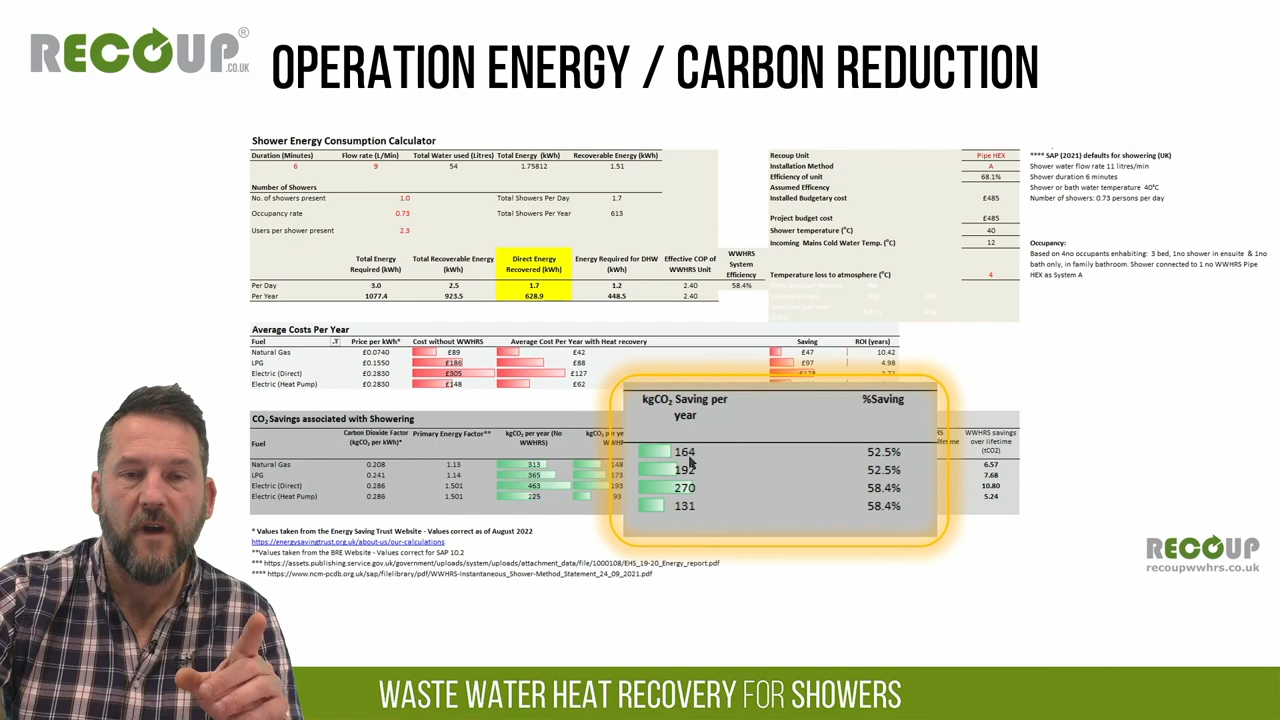 RECOUP®
.CO.UK
OPERATION ENERGY / CARBON REDUCTION
Shower Energy Consumption Calculator
Duration (Minutes) Flow rate (L/Min) Total Water used (Litres) Total Energy (kWh) Recoverable Energy (kWh)
6 9 54 1.75812 1.51
Number of Showers
No. of showers present 1.0 Total Showers Per Day 1.7
Occupancy rate 0.73 Total Showers Per Year 613
Users per shower present 2.3
Total Energy Required (kWh) Total Recoverable Energy (kWh) Direct Energy Recovered (kWh) Energy Required for DHW (kWh) Effective COP of WWHRS Unit WWHRS System Efficiency
Per Day 3.0 2.5 1.7 1.2 2.40 58.4%
Per Year 1077.4 923.5 628.9 448.5 2.40
Recoup Unit Pipe HEX
Installation Method A
Efficiency of unit 68.1%
Assumed Efficency
Installed Budgetary cost £485
Project budget cost £485
Shower temperature (°C) 40
Incoming Mains Cold Water Temp. (°C) 12
Temperature loss to atmosphere (°C) 4
**** SAP (2021) defaults for showering (UK)
Shower water flow rate 11 litres/min
Shower duration 6 minutes
Shower or bath water temperature 40°C
Number of showers: 0.73 persons per day
Occupancy:
Based on 4no occupants enhabiting: 3 bed, 1no shower in ensuite & 1no
bath only, in family bathroom. Shower connected to 1 no WWHRS Pipe
HEX as System A
Average Costs Per Year
Fuel Price per kWh* Cost without WWHRS Average Cost Per Year with Heat recovery Saving ROI (years)
Natural Gas £0.0740 £89 £42 £47 10.42
LPG £0.1550 £186 £88 £97 4.98
Electric (Direct) £0.2830 £305 £127
Electric (Heat Pump) £0.2830 £148 £62
CO₂ Savings associated with Showering
Fuel Carbon Dioxide Factor (kgCO₂ per kWh)* Primary Energy Factor** kgCO₂ per year (No WWHRS) WWHRS savings over lifetime (tCO2)
Natural Gas 0.208 1.13 313 148 6.57
LPG 0.241 1.14 365 173 7.68
Electric (Direct) 0.286 1.501 463 193 10.80
Electric (Heat Pump) 0.286 1.501 225 93 5.24
kgCO₂ Saving per year %Saving
164 52.5%
192 52.5%
270 58.4%
131 58.4%
* Values taken from the Energy Saving Trust Website - Values correct as of August 2022
https://energysavingtrust.org.uk/about-us/our-calculations
**Values taken from the BRE Website - Values correct for SAP 10.2
*** https://assets.publishing.service.gov.uk/government/uploads/system/uploads/attachment_data/file/1000108/EHS_19-20_Energy_report.pdf
**** https://www.ncm-pcdb.org.uk/sap/filelibrary/pdf/WWHRS-Instantaneous_Shower-Method_Statement_24_09_2021.pdf
RECOUP
recoupwwhrs.co.uk
WASTE WATER HEAT RECOVERY FOR SHOWERS